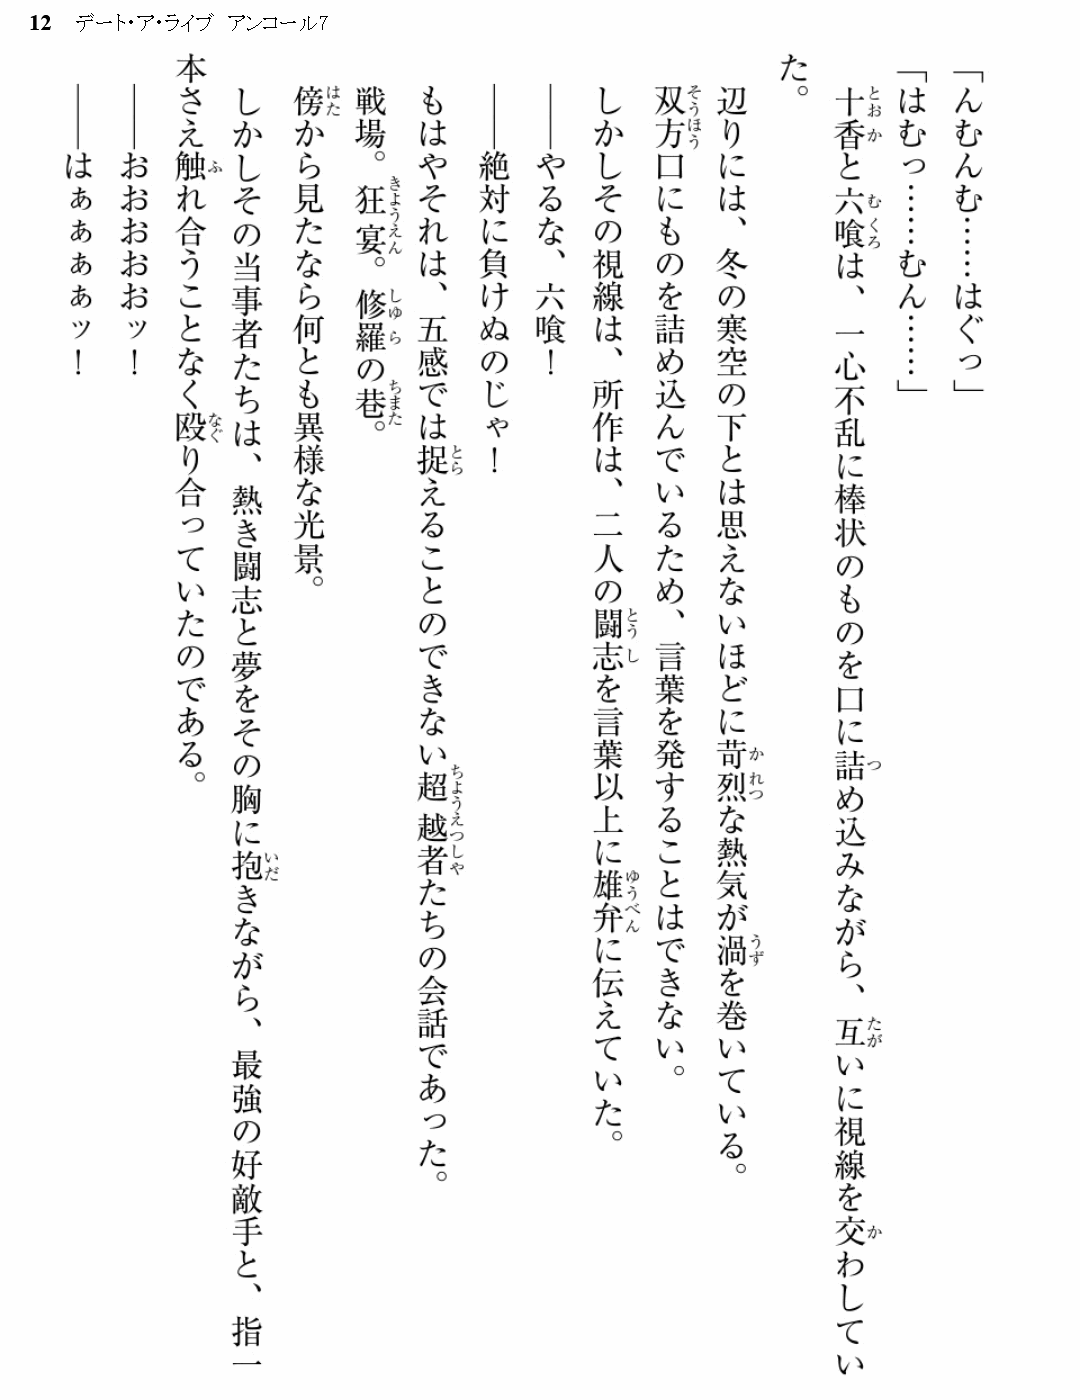 12 デート・ア・ライブ アンコール7
「んむんむ……はぐっ」
「はむっ……むん……」
十香と六喰は、一心不乱に棒状のものを口に詰め込みながら、互いに視線を交わしてい
た。
辺りには、冬の寒空の下とは思えないほどに苛烈な熱気が渦を巻いている。
双方口にものを詰め込んでいるため、言葉を発することはできない。
しかしその視線は、所作は、二人の闘志を言葉以上に雄弁に伝えていた。
――やるな、六喰！
――絶対に負けぬのじゃ！
もはやそれは、五感では捉えることのできない超越者たちの会話であった。
戦場。狂宴。修羅の巷。
傍から見たなら何とも異様な光景。
しかしその当事者たちは、熱き闘志と夢をその胸に抱きながら、最強の好敵手と、指一
本さえ触れ合うことなく殴り合っていたのである。
――おおおおおッ！
――はぁぁぁぁッ！